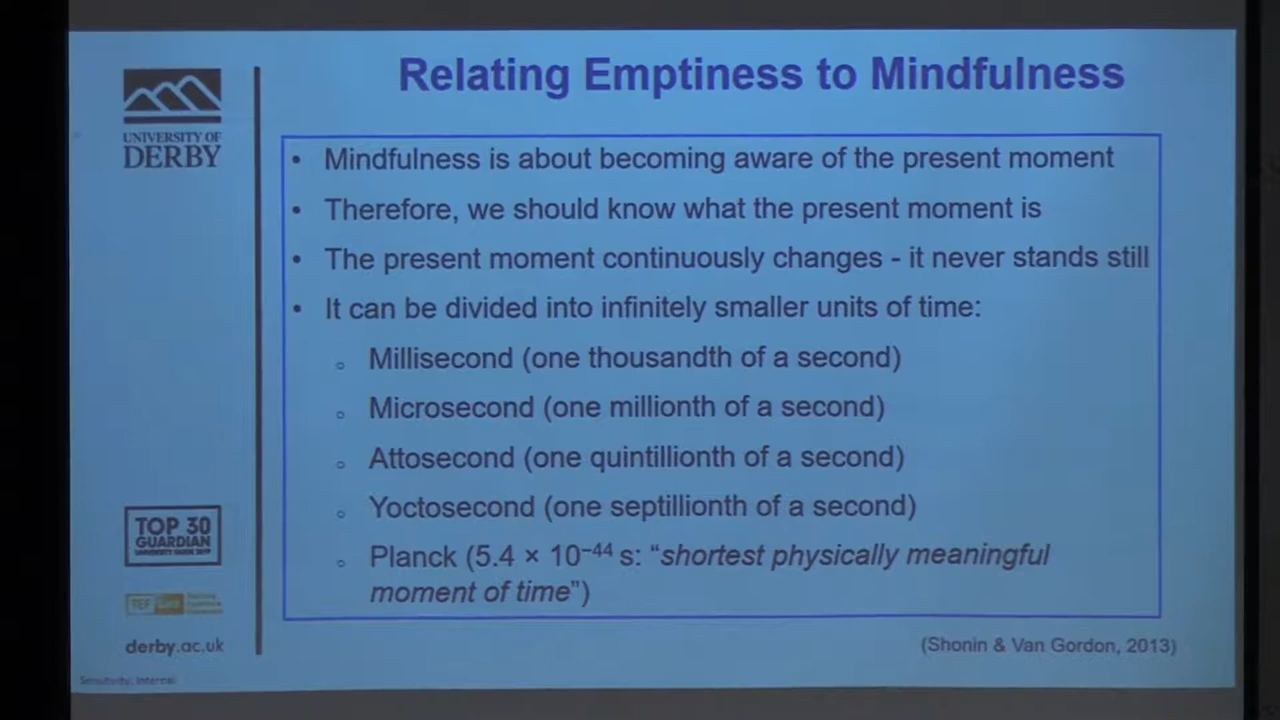 Relating Emptiness to Mindfulness
UNIVERSITY OF
DERBY
• Mindfulness is about becoming aware of the present moment
• Therefore, we should know what the present moment is
• The present moment continuously changes - it never stands still
• It can be divided into infinitely smaller units of time:
○ Millisecond (one thousandth of a second)
○ Microsecond (one millionth of a second)
○ Attosecond (one quintillionth of a second)
○ Yoctosecond (one septillionth of a second)
○ Planck (5.4 × 10⁻⁴⁴ s: “shortest physically meaningful
moment of time”)
TOP 30
GUARDIAN
UNIVERSITY GUIDE
TEF
derby.ac.uk
(Shonin & Van Gordon, 2013)
Sensitivity: Internal